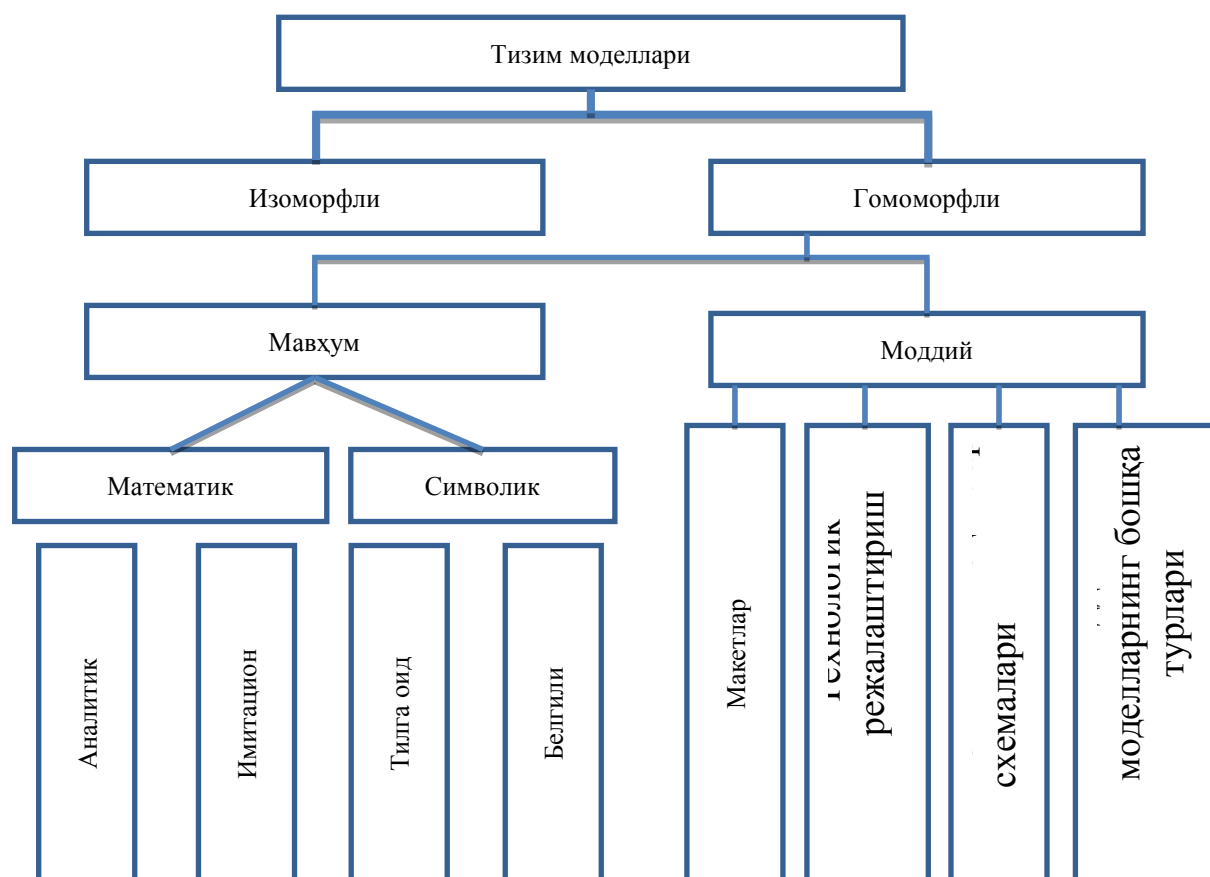 Тизим моделлари
Изоморфли
Гомоморфли
Мавҳум
Моддий
Математик
Символик
Аналитик
Имитацион
Тилга оид
Белгили
Макетлар
Технологик
режалаштириш
схемалари
моделларнинг бошқа
турлари